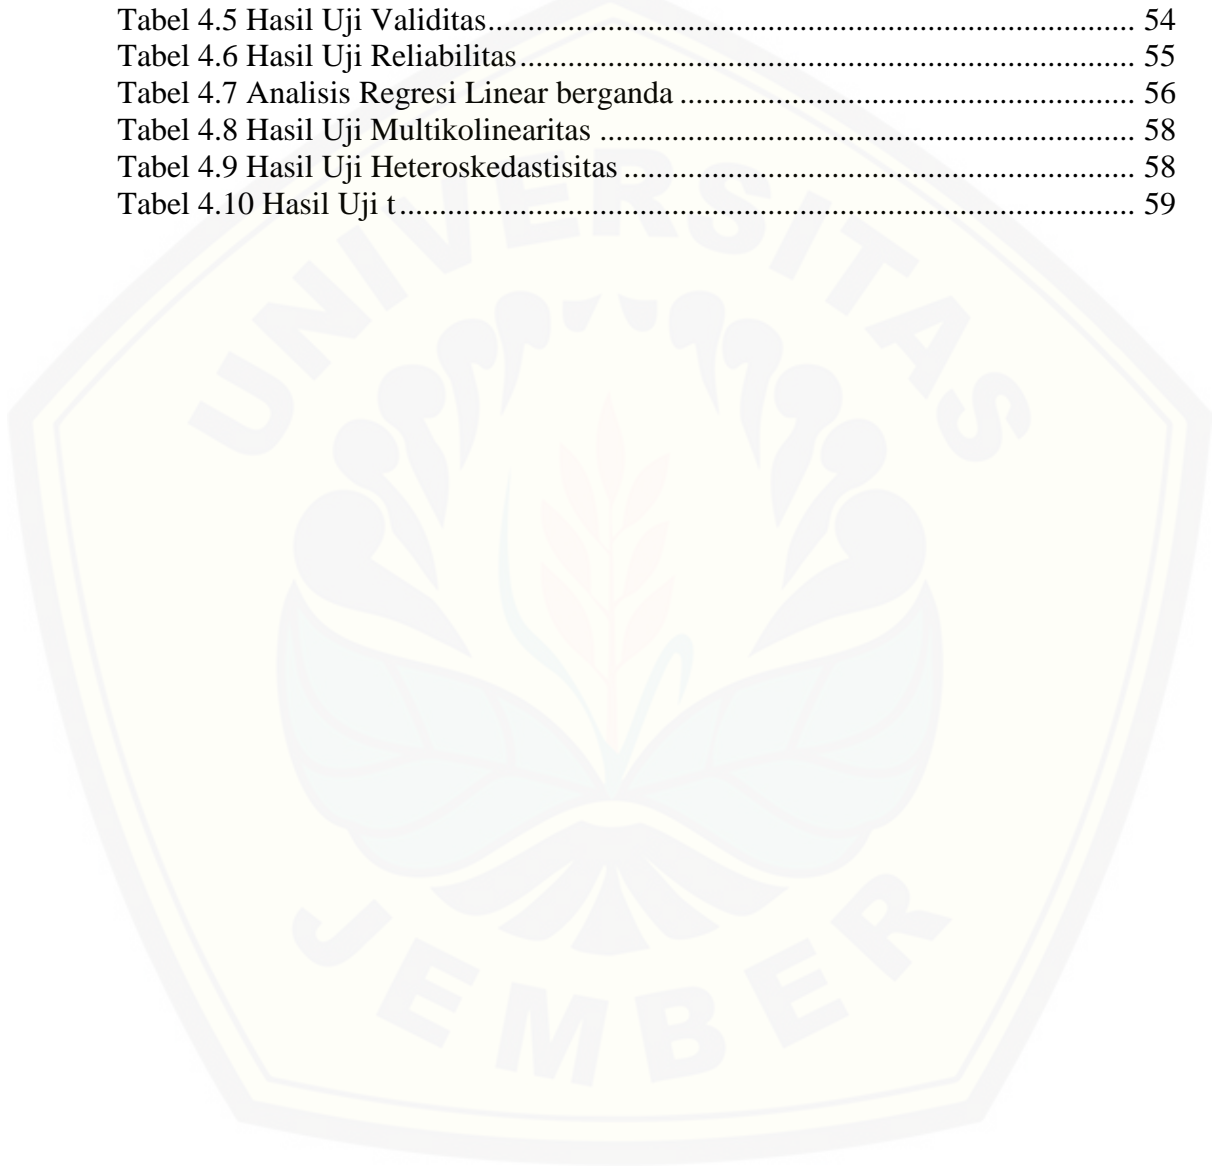 Tabel 4.5 Hasil Uji Validitas................................................................................. 54
Tabel 4.6 Hasil Uji Reliabilitas............................................................................. 55
Tabel 4.7 Analisis Regresi Linear berganda ......................................................... 56
Tabel 4.8 Hasil Uji Multikolinearitas ................................................................... 58
Tabel 4.9 Hasil Uji Heteroskedastisitas ................................................................ 58
Tabel 4.10 Hasil Uji t............................................................................................ 59
UNIVERSITAS
JEMBER